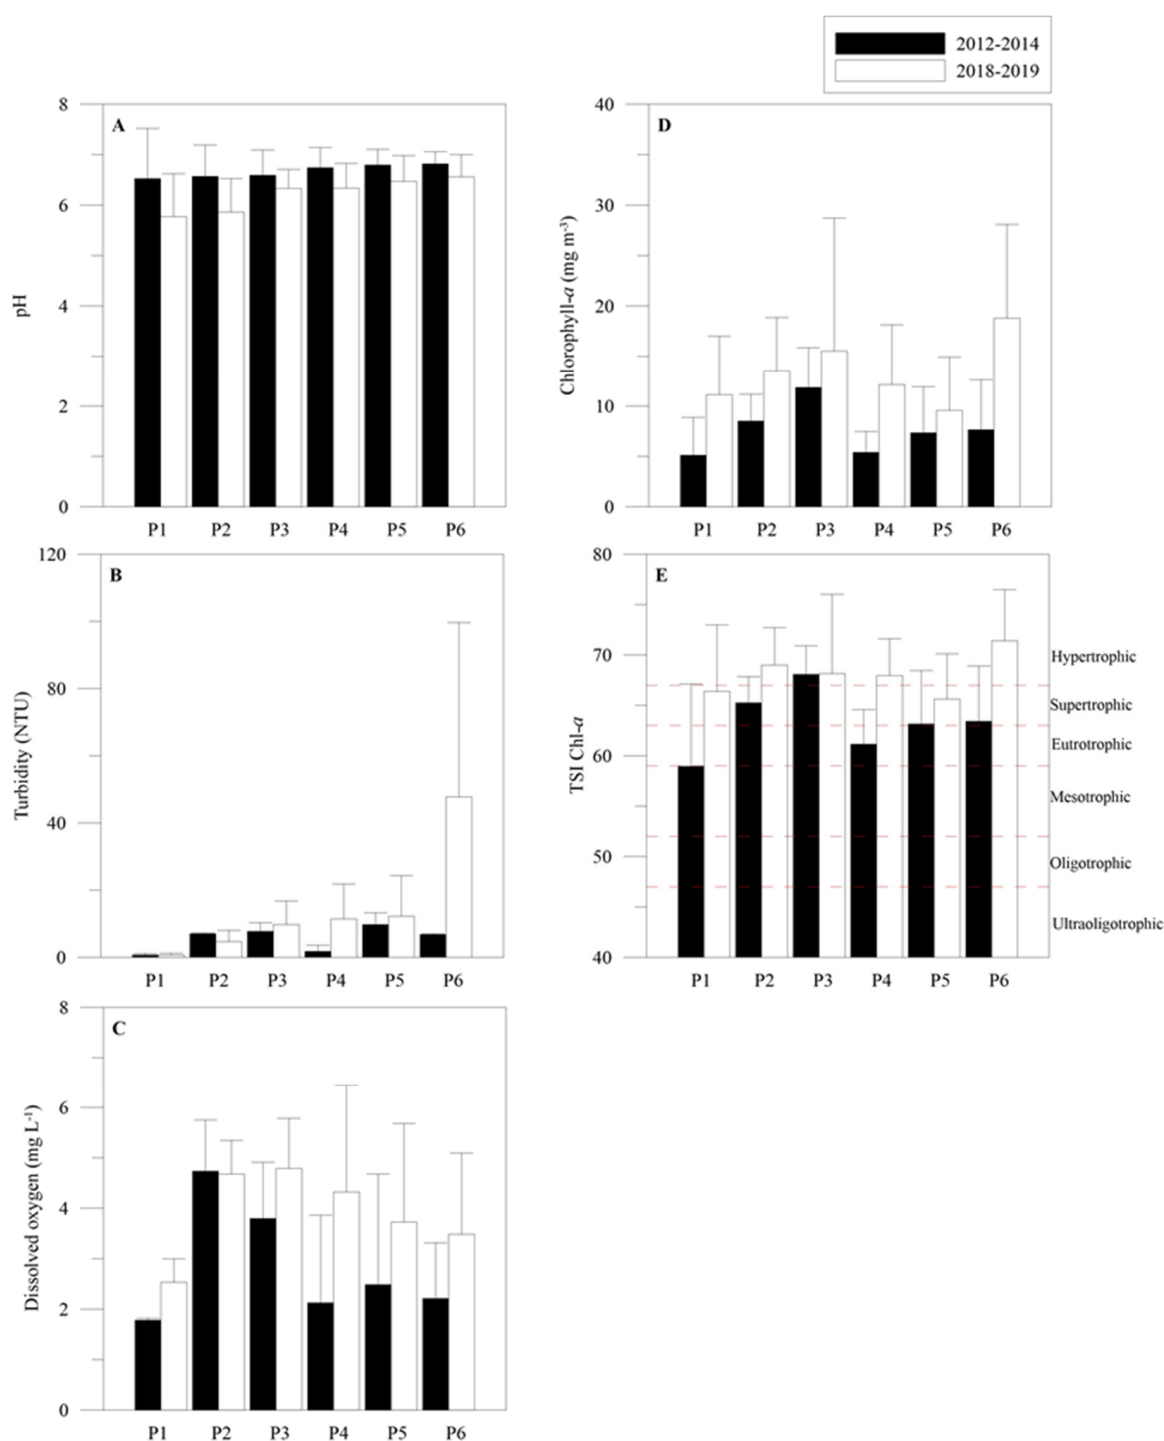 2012-2014
2018-2019
A
8
6
4
2
0
pH
P1 P2 P3 P4 P5 P6
D
40
30
20
10
0
Chlorophyll-a (mg m-3)
P1 P2 P3 P4 P5 P6
B
120
80
40
0
Turbidity (NTU)
P1 P2 P3 P4 P5 P6
E
80
70
60
50
40
TSI Chl-a
Hypertrophic
Supertrophic
Eutrotrophic
Mesotrophic
Oligotrophic
Ultraoligotrophic
P1 P2 P3 P4 P5 P6
C
8
6
4
2
0
Dissolved oxygen (mg L-1)
P1 P2 P3 P4 P5 P6